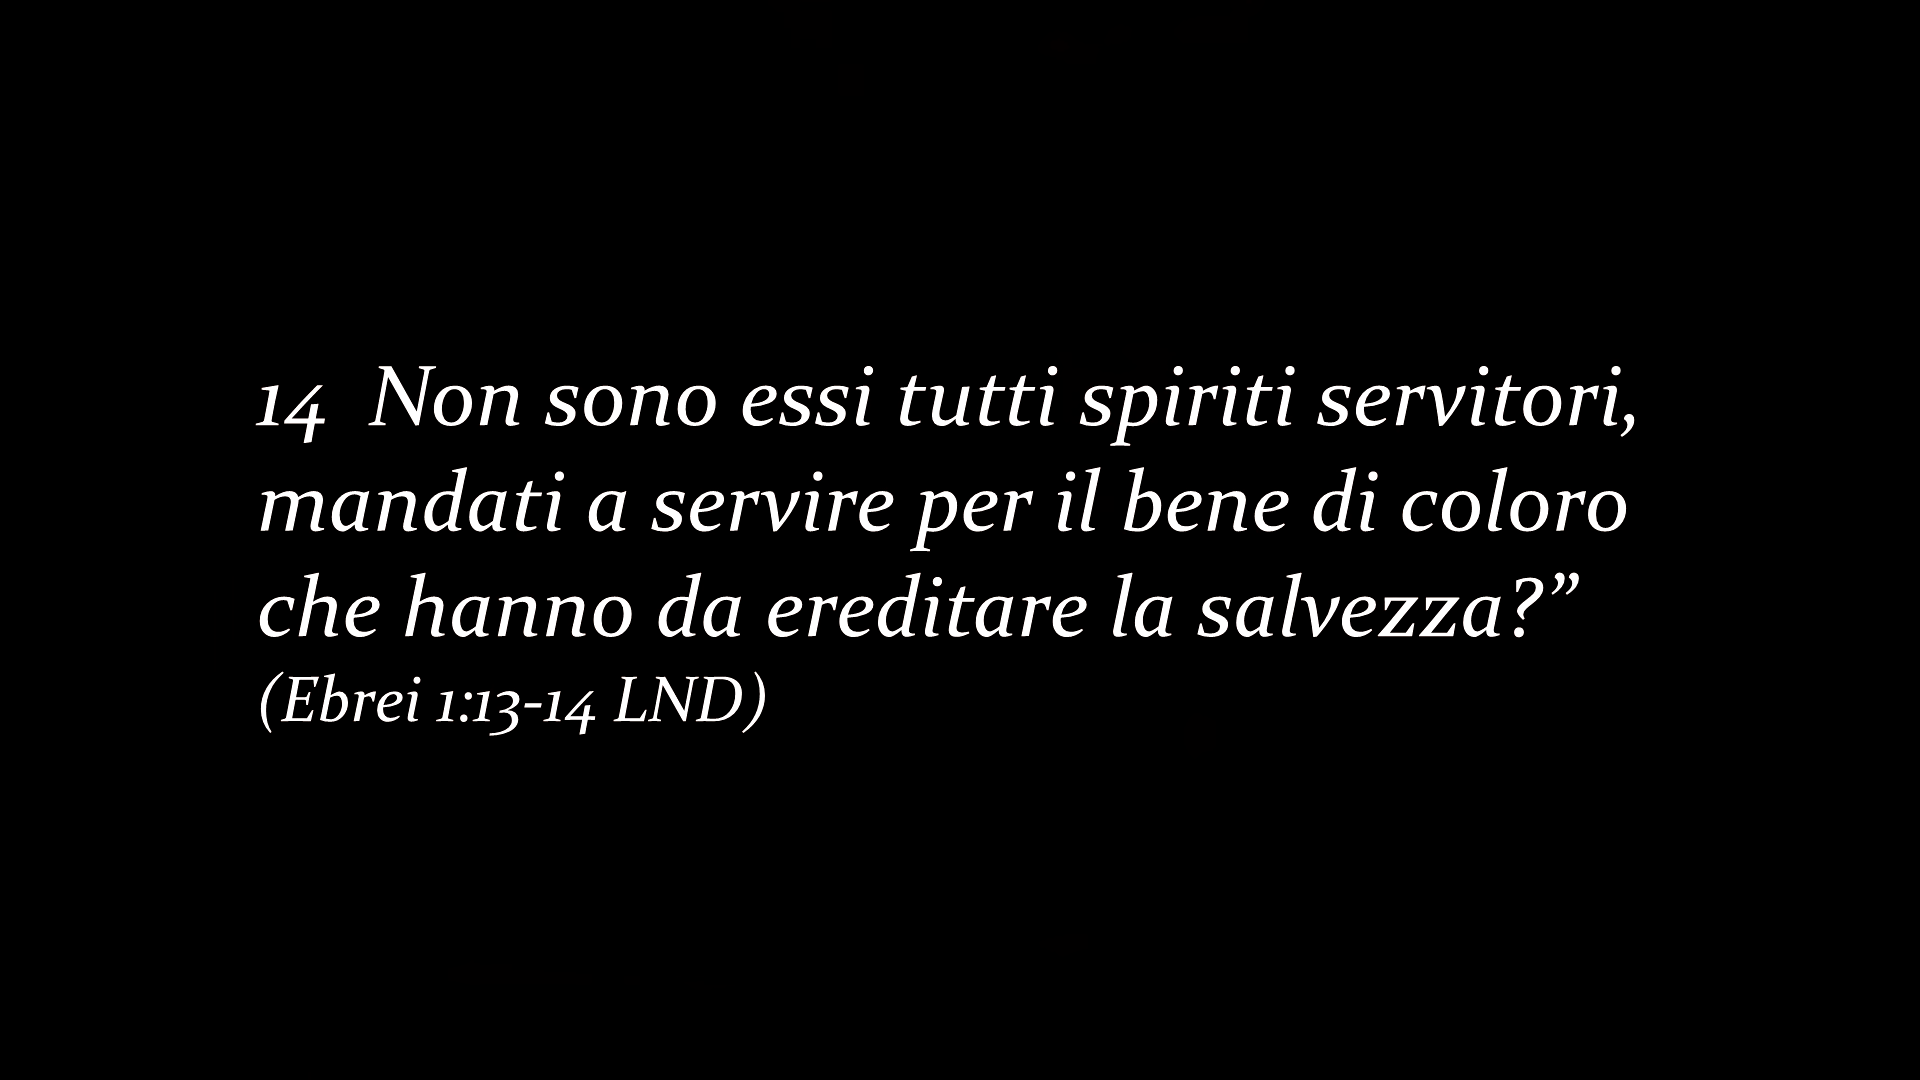 14  Non sono essi tutti spiriti servitori,
mandati a servire per il bene di coloro
che hanno da ereditare la salvezza?”
(Ebrei 1:13-14 LND)